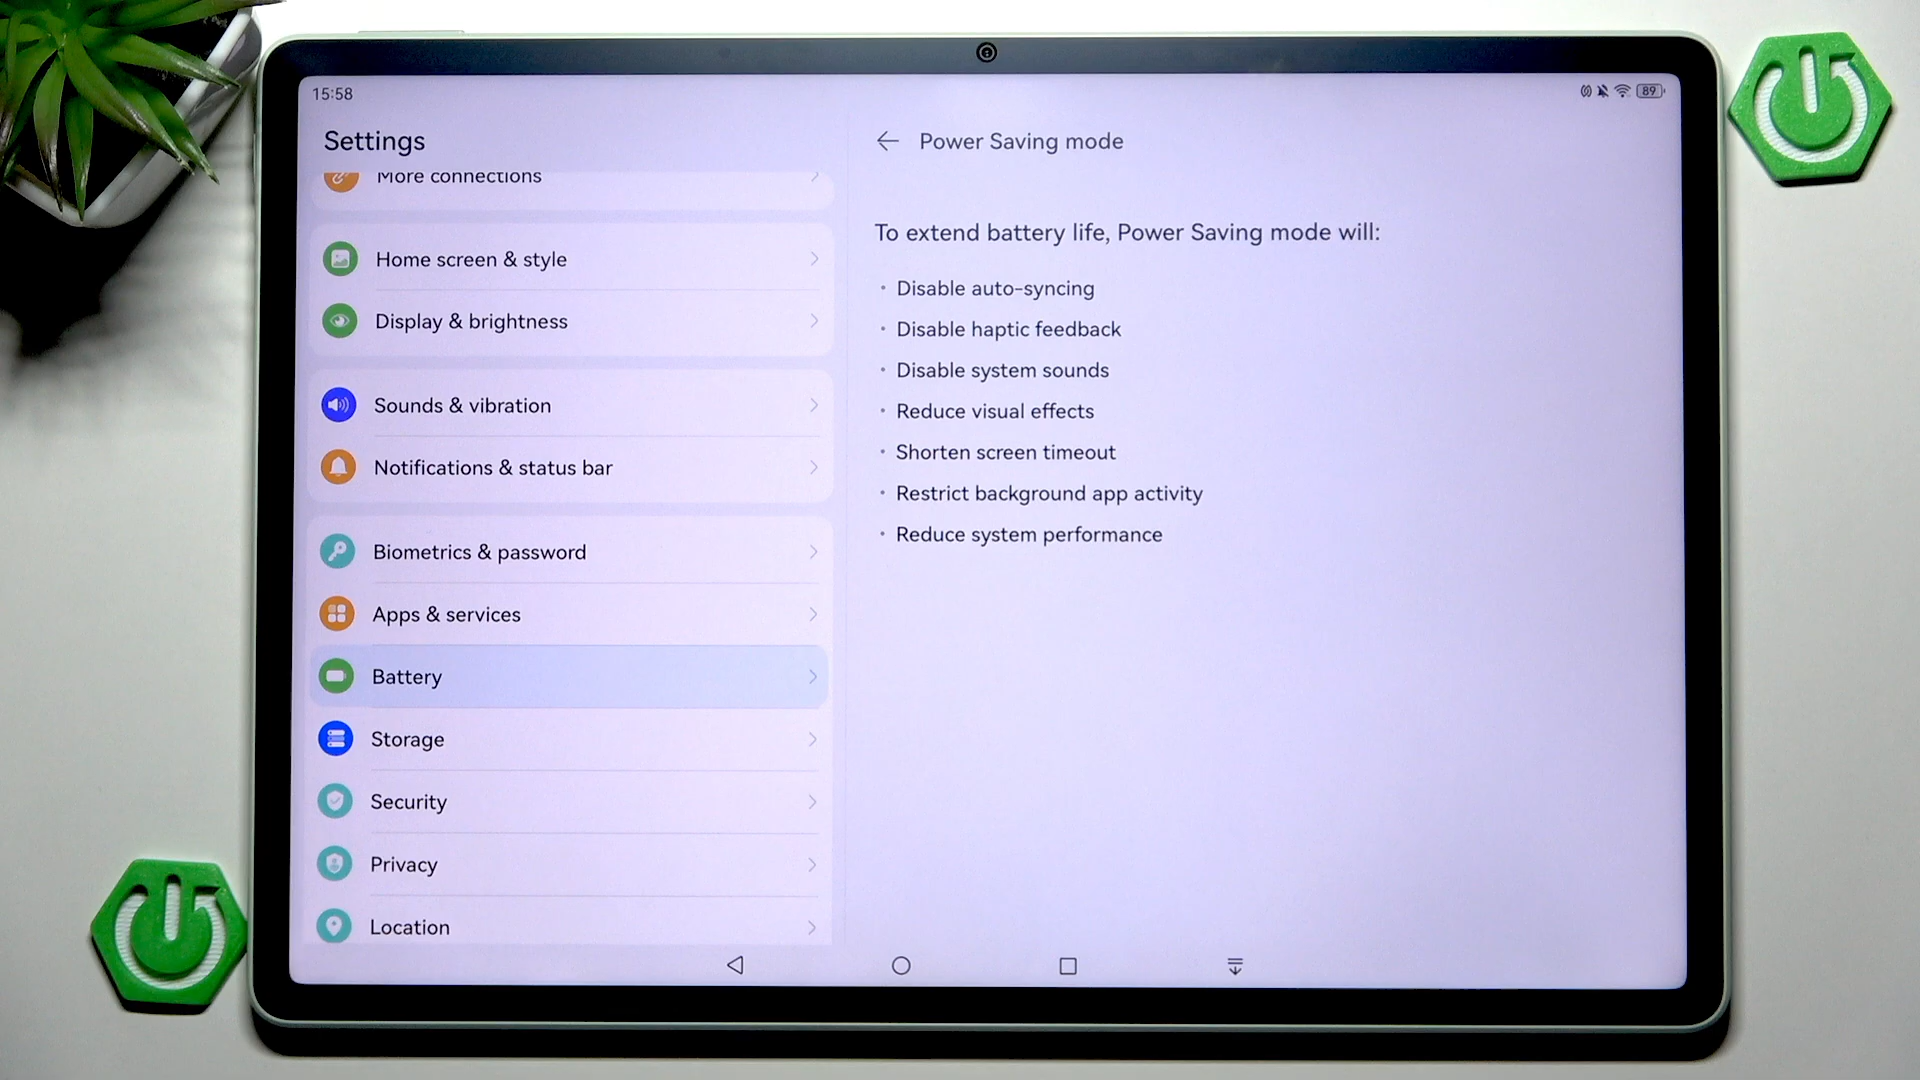 15:58
89
Settings
More connections
Home screen & style
Display & brightness
Sounds & vibration
Notifications & status bar
Biometrics & password
Apps & services
Battery
Storage
Security
Privacy
Location
Power Saving mode
To extend battery life, Power Saving mode will:
· Disable auto-syncing
· Disable haptic feedback
· Disable system sounds
· Reduce visual effects
· Shorten screen timeout
· Restrict background app activity
· Reduce system performance